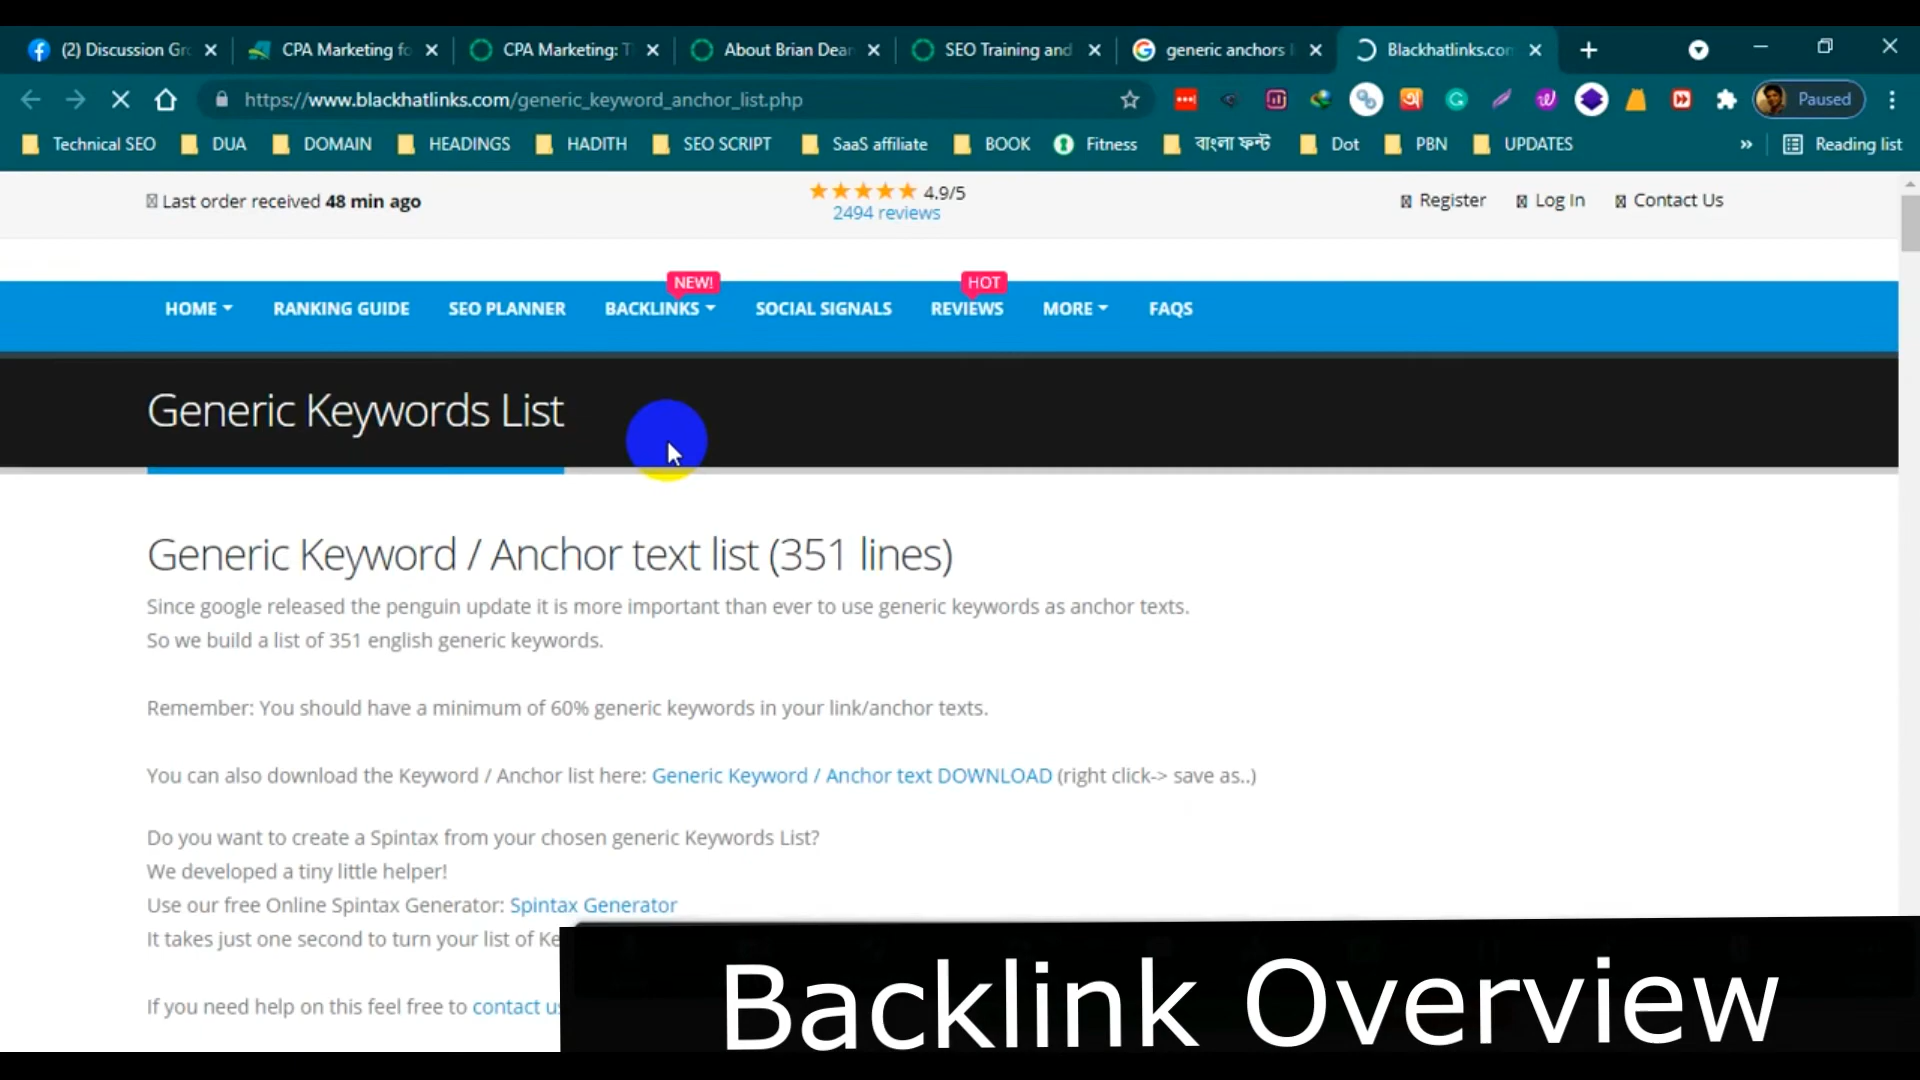 (2) Discussion Gr
CPA Marketing fo
CPA Marketing: T
About Brian Dean
SEO Training and
generic anchors l
Blackhatlinks.com
https://www.blackhatlinks.com/generic_keyword_anchor_list.php
Paused
Technical SEO
DUA
DOMAIN
HEADINGS
HADITH
SEO SCRIPT
SaaS affiliate
BOOK
Fitness
বাংলা ফন্ট
Dot
PBN
UPDATES
»
Reading list
Last order received 48 min ago
4.9/5
2494 reviews
Register
Log In
Contact Us
NEW!
HOT
HOME
RANKING GUIDE
SEO PLANNER
BACKLINKS
SOCIAL SIGNALS
REVIEWS
MORE
FAQS
Generic Keywords List
Generic Keyword / Anchor text list (351 lines)
Since google released the penguin update it is more important than ever to use generic keywords as anchor texts.
So we build a list of 351 english generic keywords.
Remember: You should have a minimum of 60% generic keywords in your link/anchor texts.
You can also download the Keyword / Anchor list here: Generic Keyword / Anchor text DOWNLOAD (right click-> save as..)
Do you want to create a Spintax from your chosen generic Keywords List?
We developed a tiny little helper!
Use our free Online Spintax Generator: Spintax Generator
It takes just one second to turn your list of Ke
If you need help on this feel free to contact us
Backlink Overview